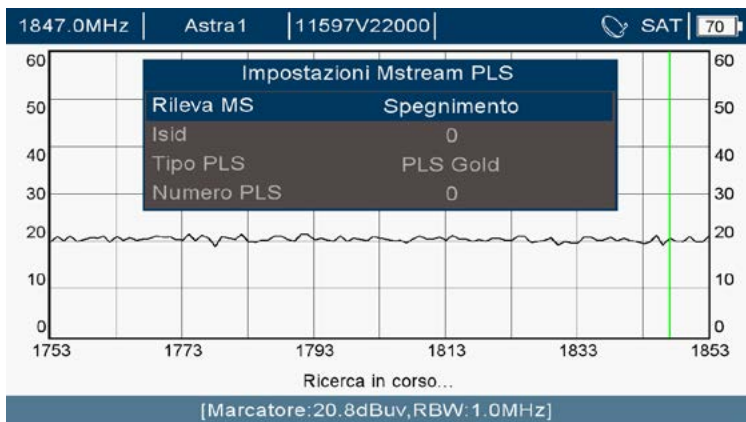 1847.0MHz Astra1 11597V22000 SAT 70
60 60
Impostazioni Mstream PLS
Rileva MS Spegnimento
50 50
Isid 0
40 Tipo PLS PLS Gold 40
30 Numero PLS 0 30
20 20
10 10
0 0
1753 1773 1793 1813 1833 1853
Ricerca in corso...
[Marcatore:20.8dBuv,RBW:1.0MHz]